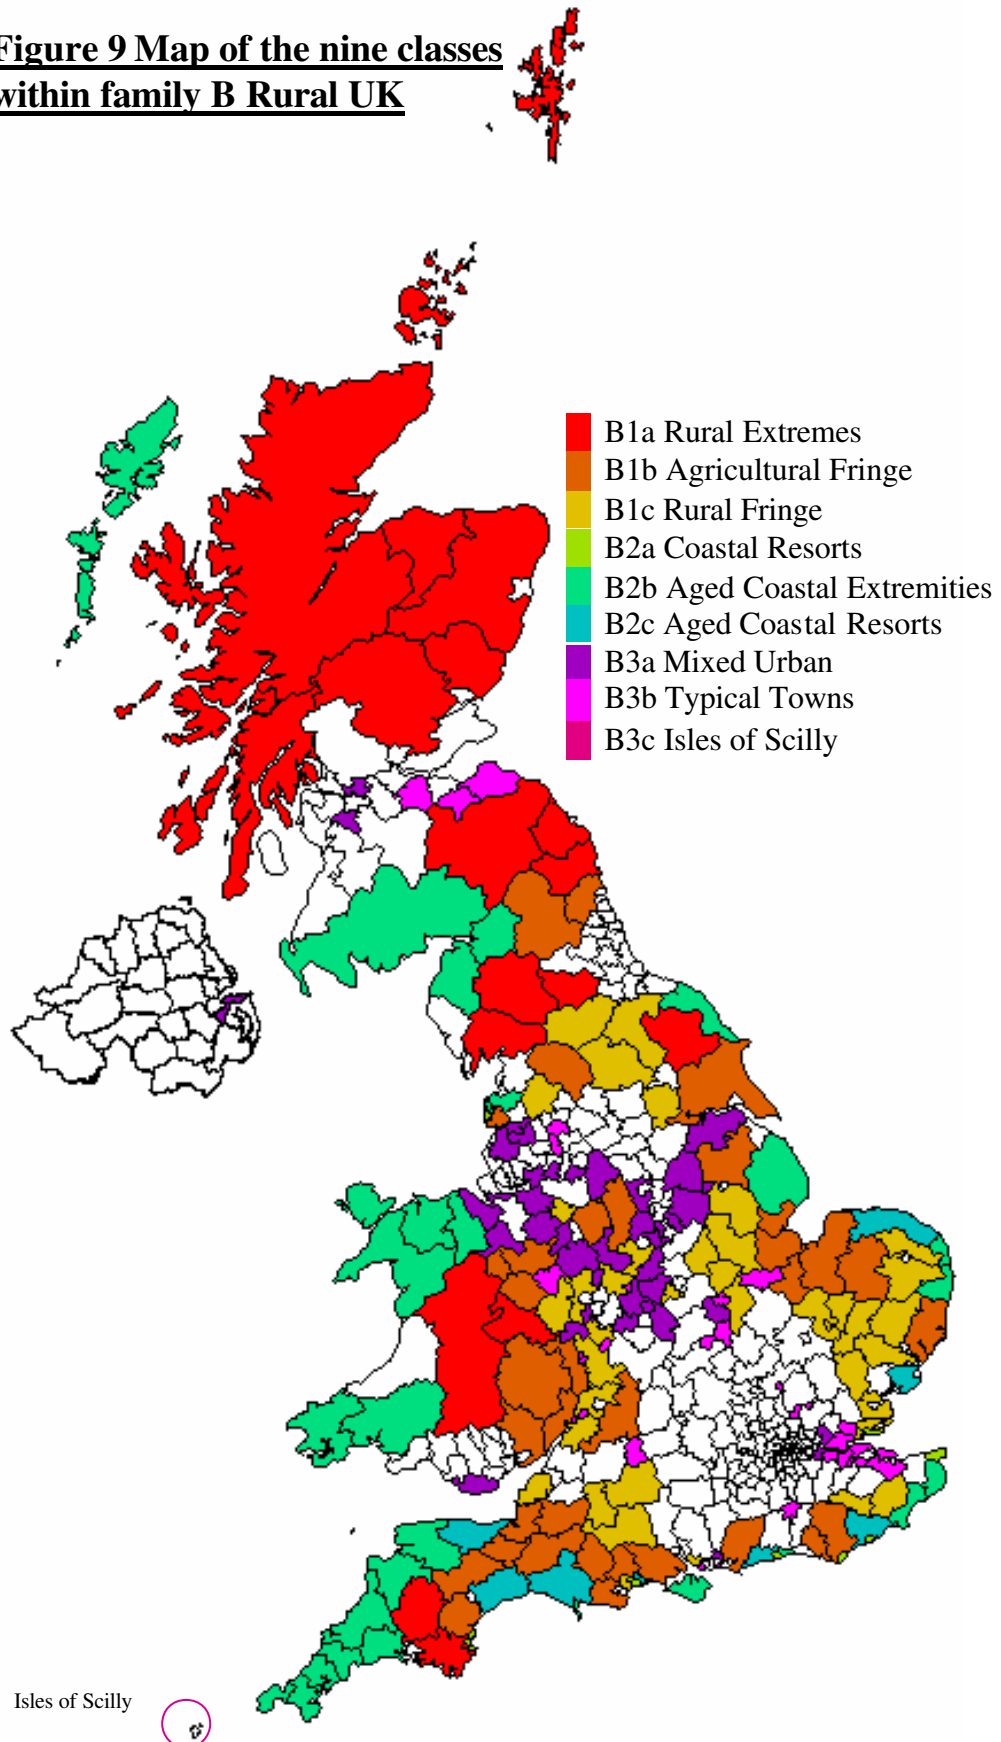 Figure 9 Map of the nine classes
within family B Rural UK
B1a Rural Extremes
B1b Agricultural Fringe
B1c Rural Fringe
B2a Coastal Resorts
B2b Aged Coastal Extremities
B2c Aged Coastal Resorts
B3a Mixed Urban
B3b Typical Towns
B3c Isles of Scilly
Isles of Scilly